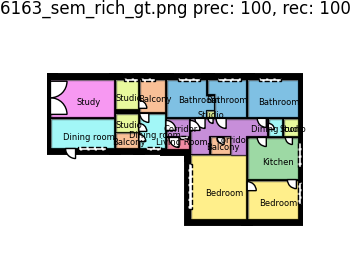 6163_sem_rich_gt.png prec: 100, rec: 100
Study
Studio
Balcony
Bathroom
Bathroom
Bathroom
Studio
Studio
Corridor
Dining room
Studio
Dining room
Dining room
Balcony
Living Room
Corridor
Balcony
Kitchen
Bedroom
Bedroom